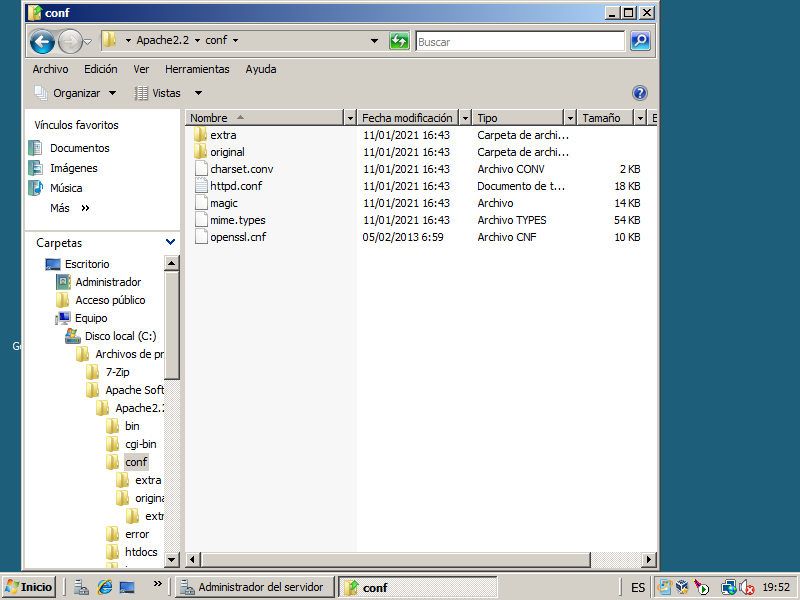 conf
Apache2.2 conf
Buscar
Archivo Edición Ver Herramientas Ayuda
Organizar Vistas
Vínculos favoritos
Documentos
Imágenes
Música
Más »
Carpetas
Escritorio
Administrador
Acceso público
Equipo
Disco local (C:)
Archivos de pr
7-Zip
Apache Soft
Apache2.2
bin
cgi-bin
conf
extra
origina
extr
error
htdocs
Nombre Fecha modificación Tipo Tamaño E
extra 11/01/2021 16:43 Carpeta de archi...
original 11/01/2021 16:43 Carpeta de archi...
charset.conv 11/01/2021 16:43 Archivo CONV 2 KB
httpd.conf 11/01/2021 16:43 Documento de t... 18 KB
magic 11/01/2021 16:43 Archivo 14 KB
mime.types 11/01/2021 16:43 Archivo TYPES 54 KB
openssl.cnf 05/02/2013 6:59 Archivo CNF 10 KB
Inicio » Administrador del servidor conf ES 19:52